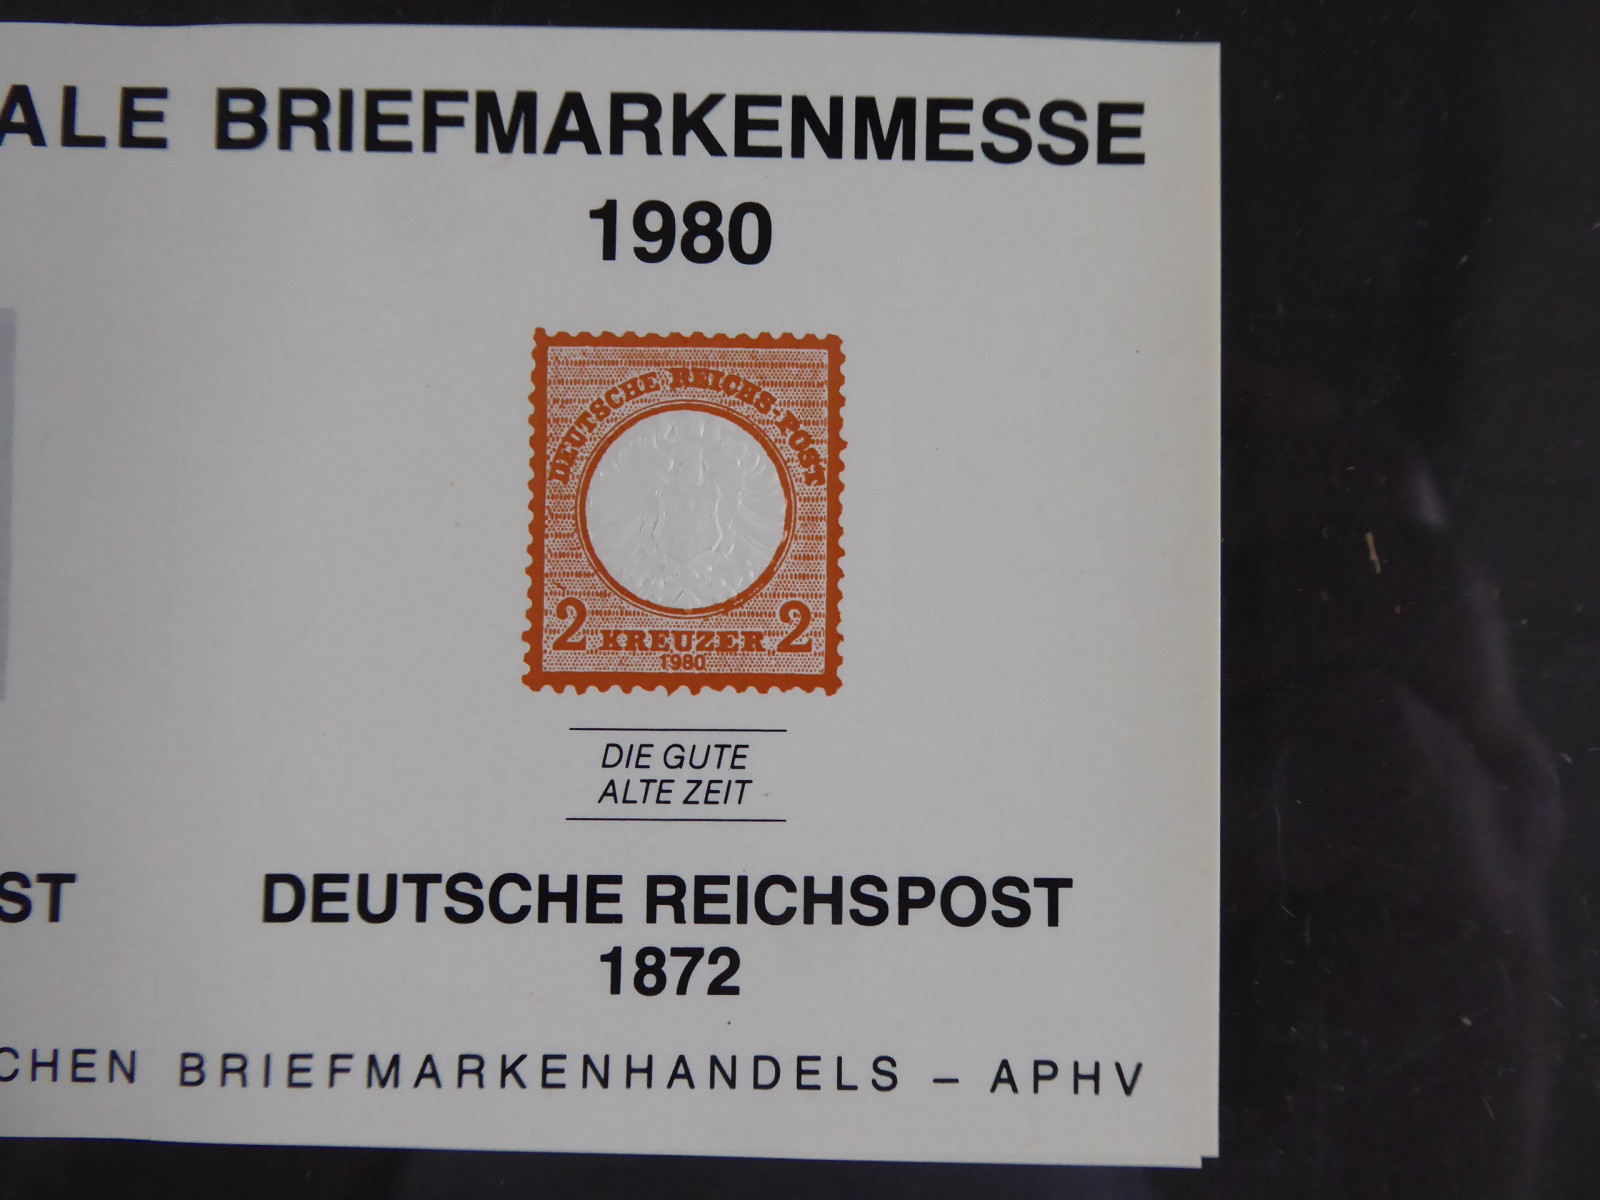 ALE BRIEFMARKENMESSE
1980
DEUTSCHE REICHS-POST
2 KREUZER 2
1980
DIE GUTE
ALTE ZEIT
ST
DEUTSCHE REICHSPOST
1872
CHEN BRIEFMARKENHANDELS – APHV